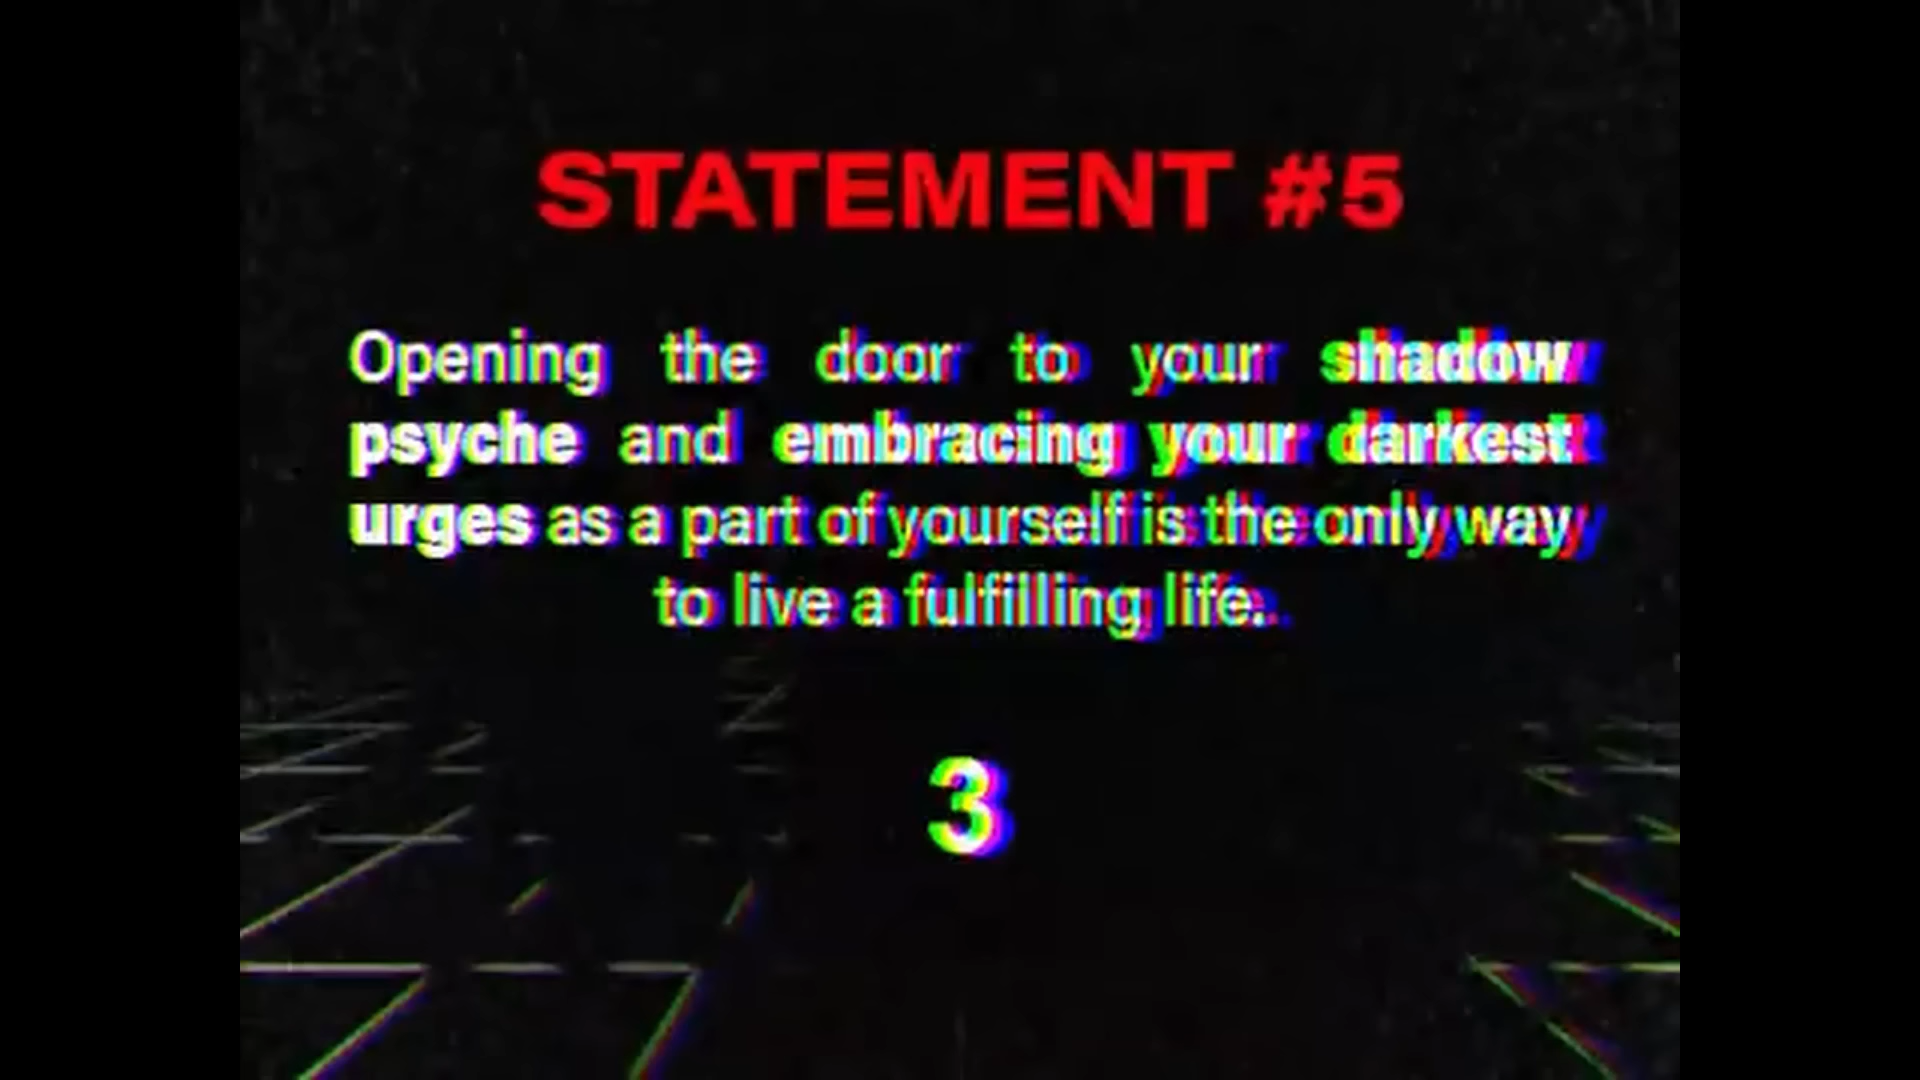 STATEMENT #5
Opening the door to your shadow
psyche and embracing your darkest
urges as a part of yourself is the only way
to live a fulfilling life.
3